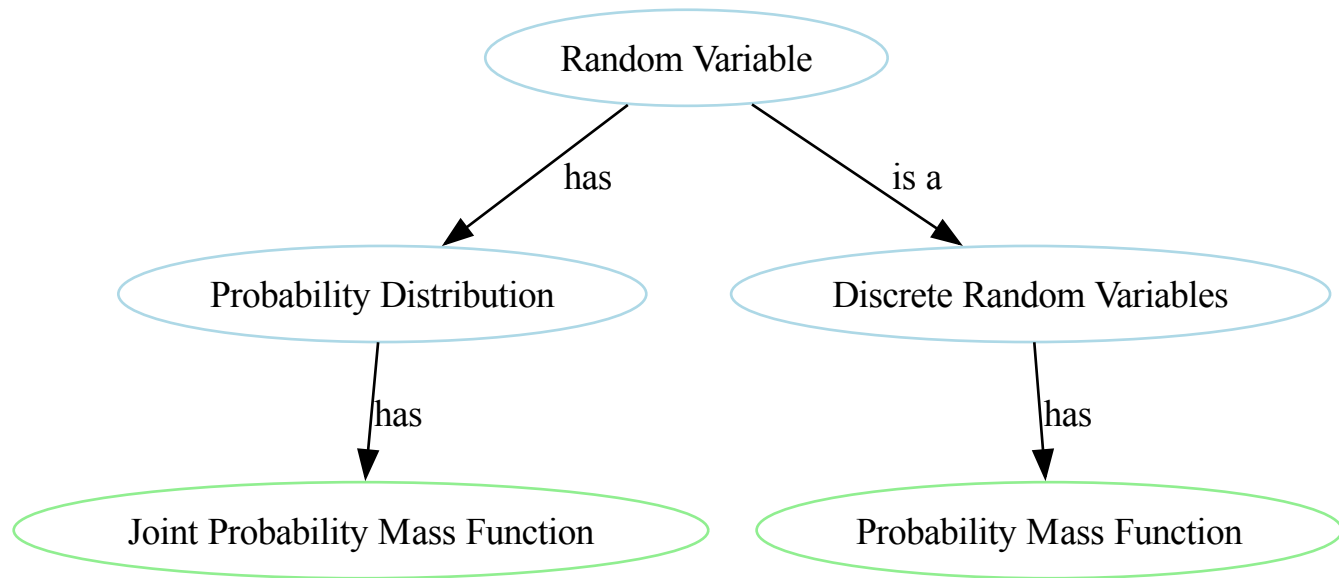 Random Variable
has
is a
Probability Distribution
Discrete Random Variables
has
has
Joint Probability Mass Function
Probability Mass Function